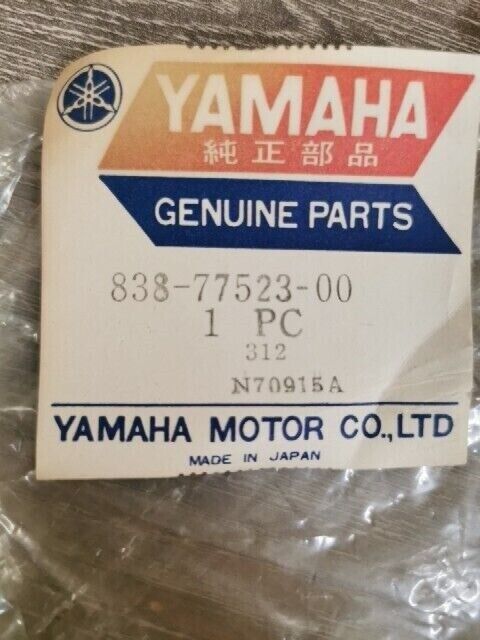 YAMAHA
純正部品
GENUINE PARTS
838-77523-00
1 PC
312
N70915A
YAMAHA MOTOR CO.,LTD
MADE IN JAPAN